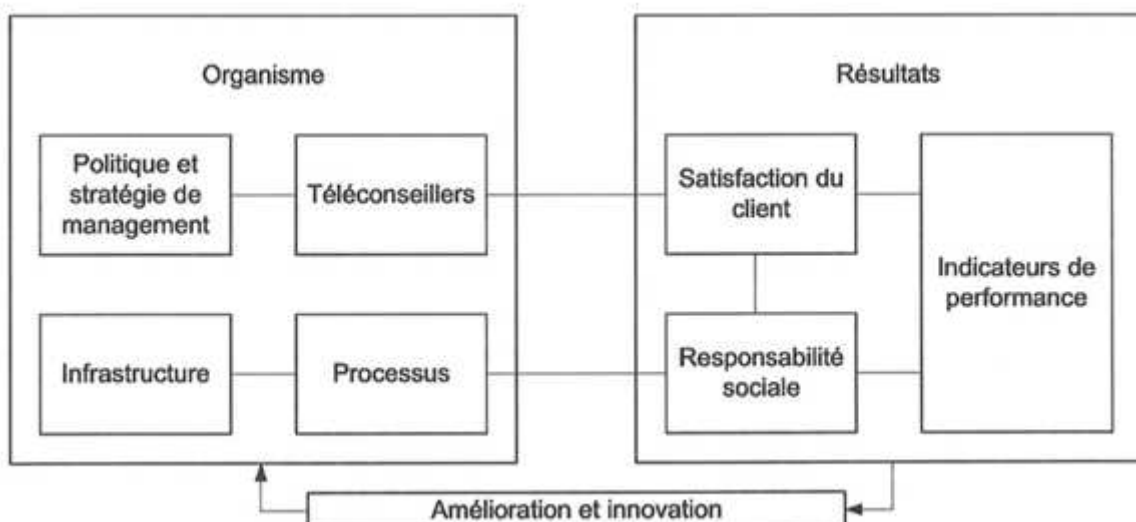 Organisme
Politique et
stratégie de
management
Téléconseillers
Infrastructure
Processus
Résultats
Satisfaction du
client
Responsabilité
sociale
Indicateurs de
performance
Amélioration et innovation